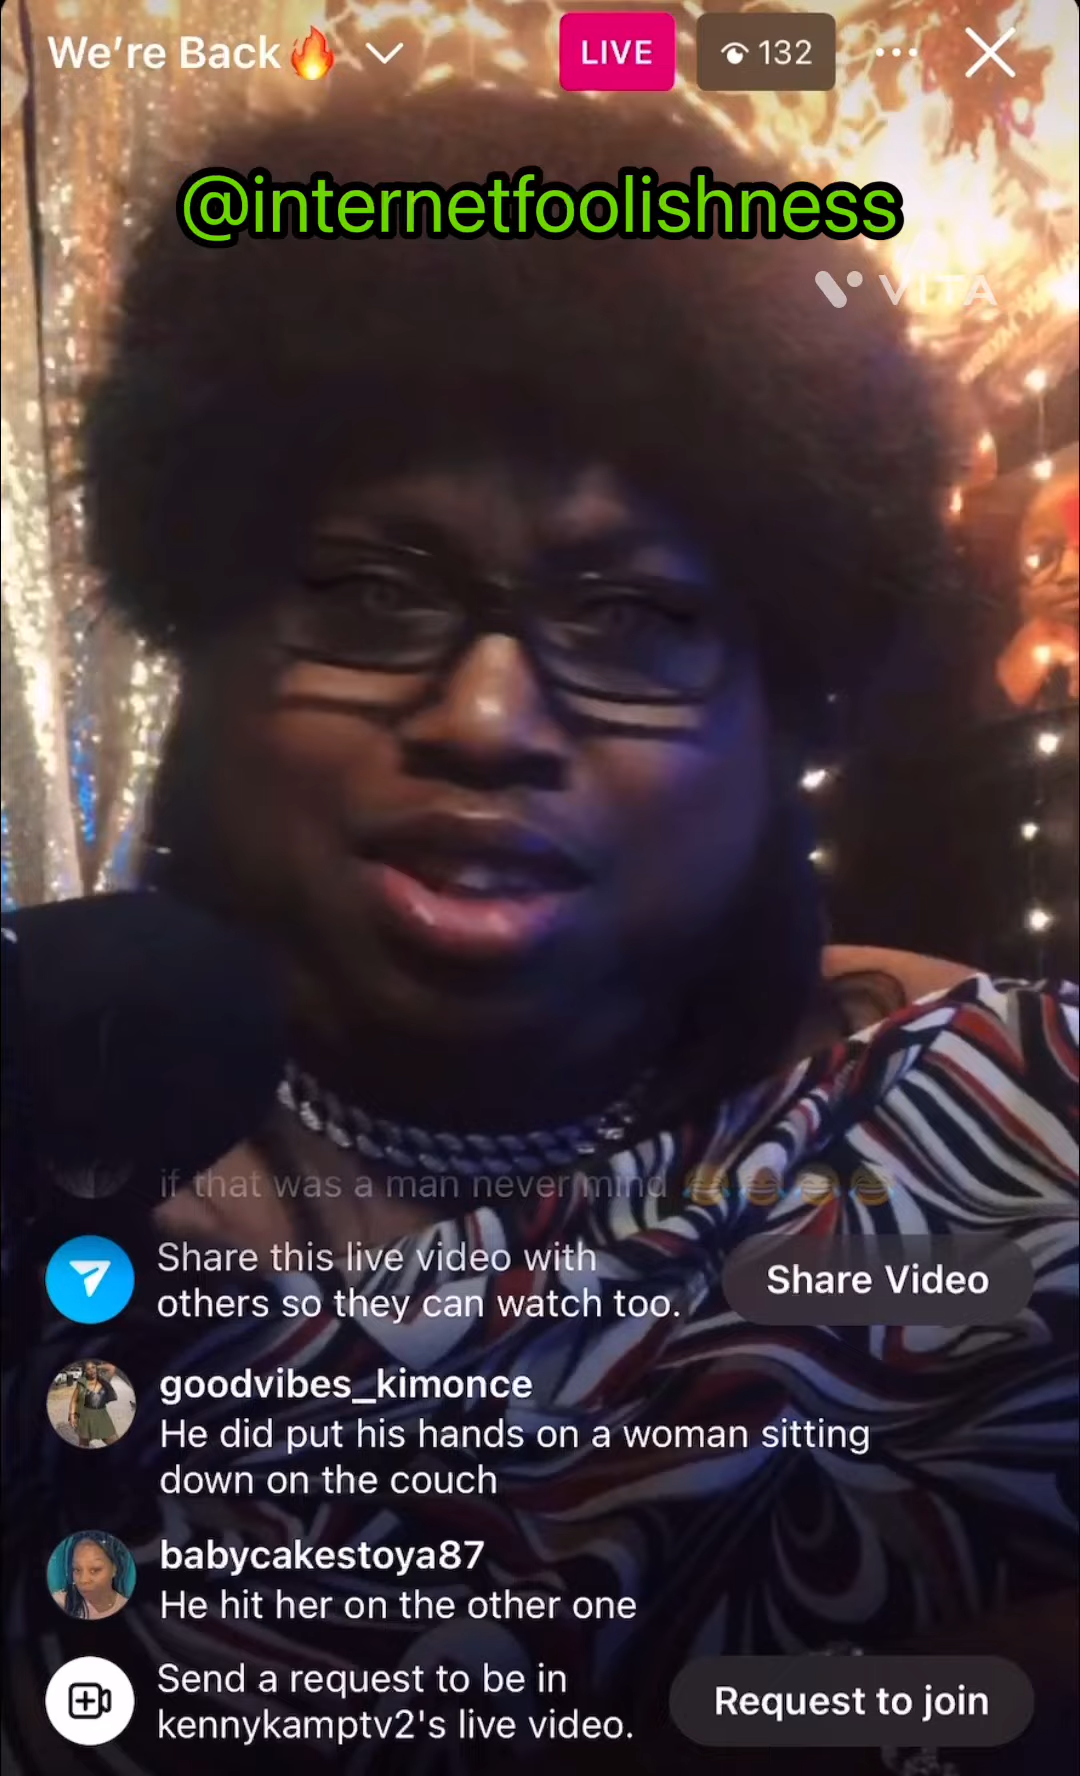 We're Back🔥
LIVE
132
@internetfoolishness
VITA
if that was a man never mind 😂😂😂😂
Share this live video with
others so they can watch too.
Share Video
goodvibes_kimonce
He did put his hands on a woman sitting
down on the couch
babycakestoya87
He hit her on the other one
Send a request to be in
kennykamptv2's live video.
Request to join